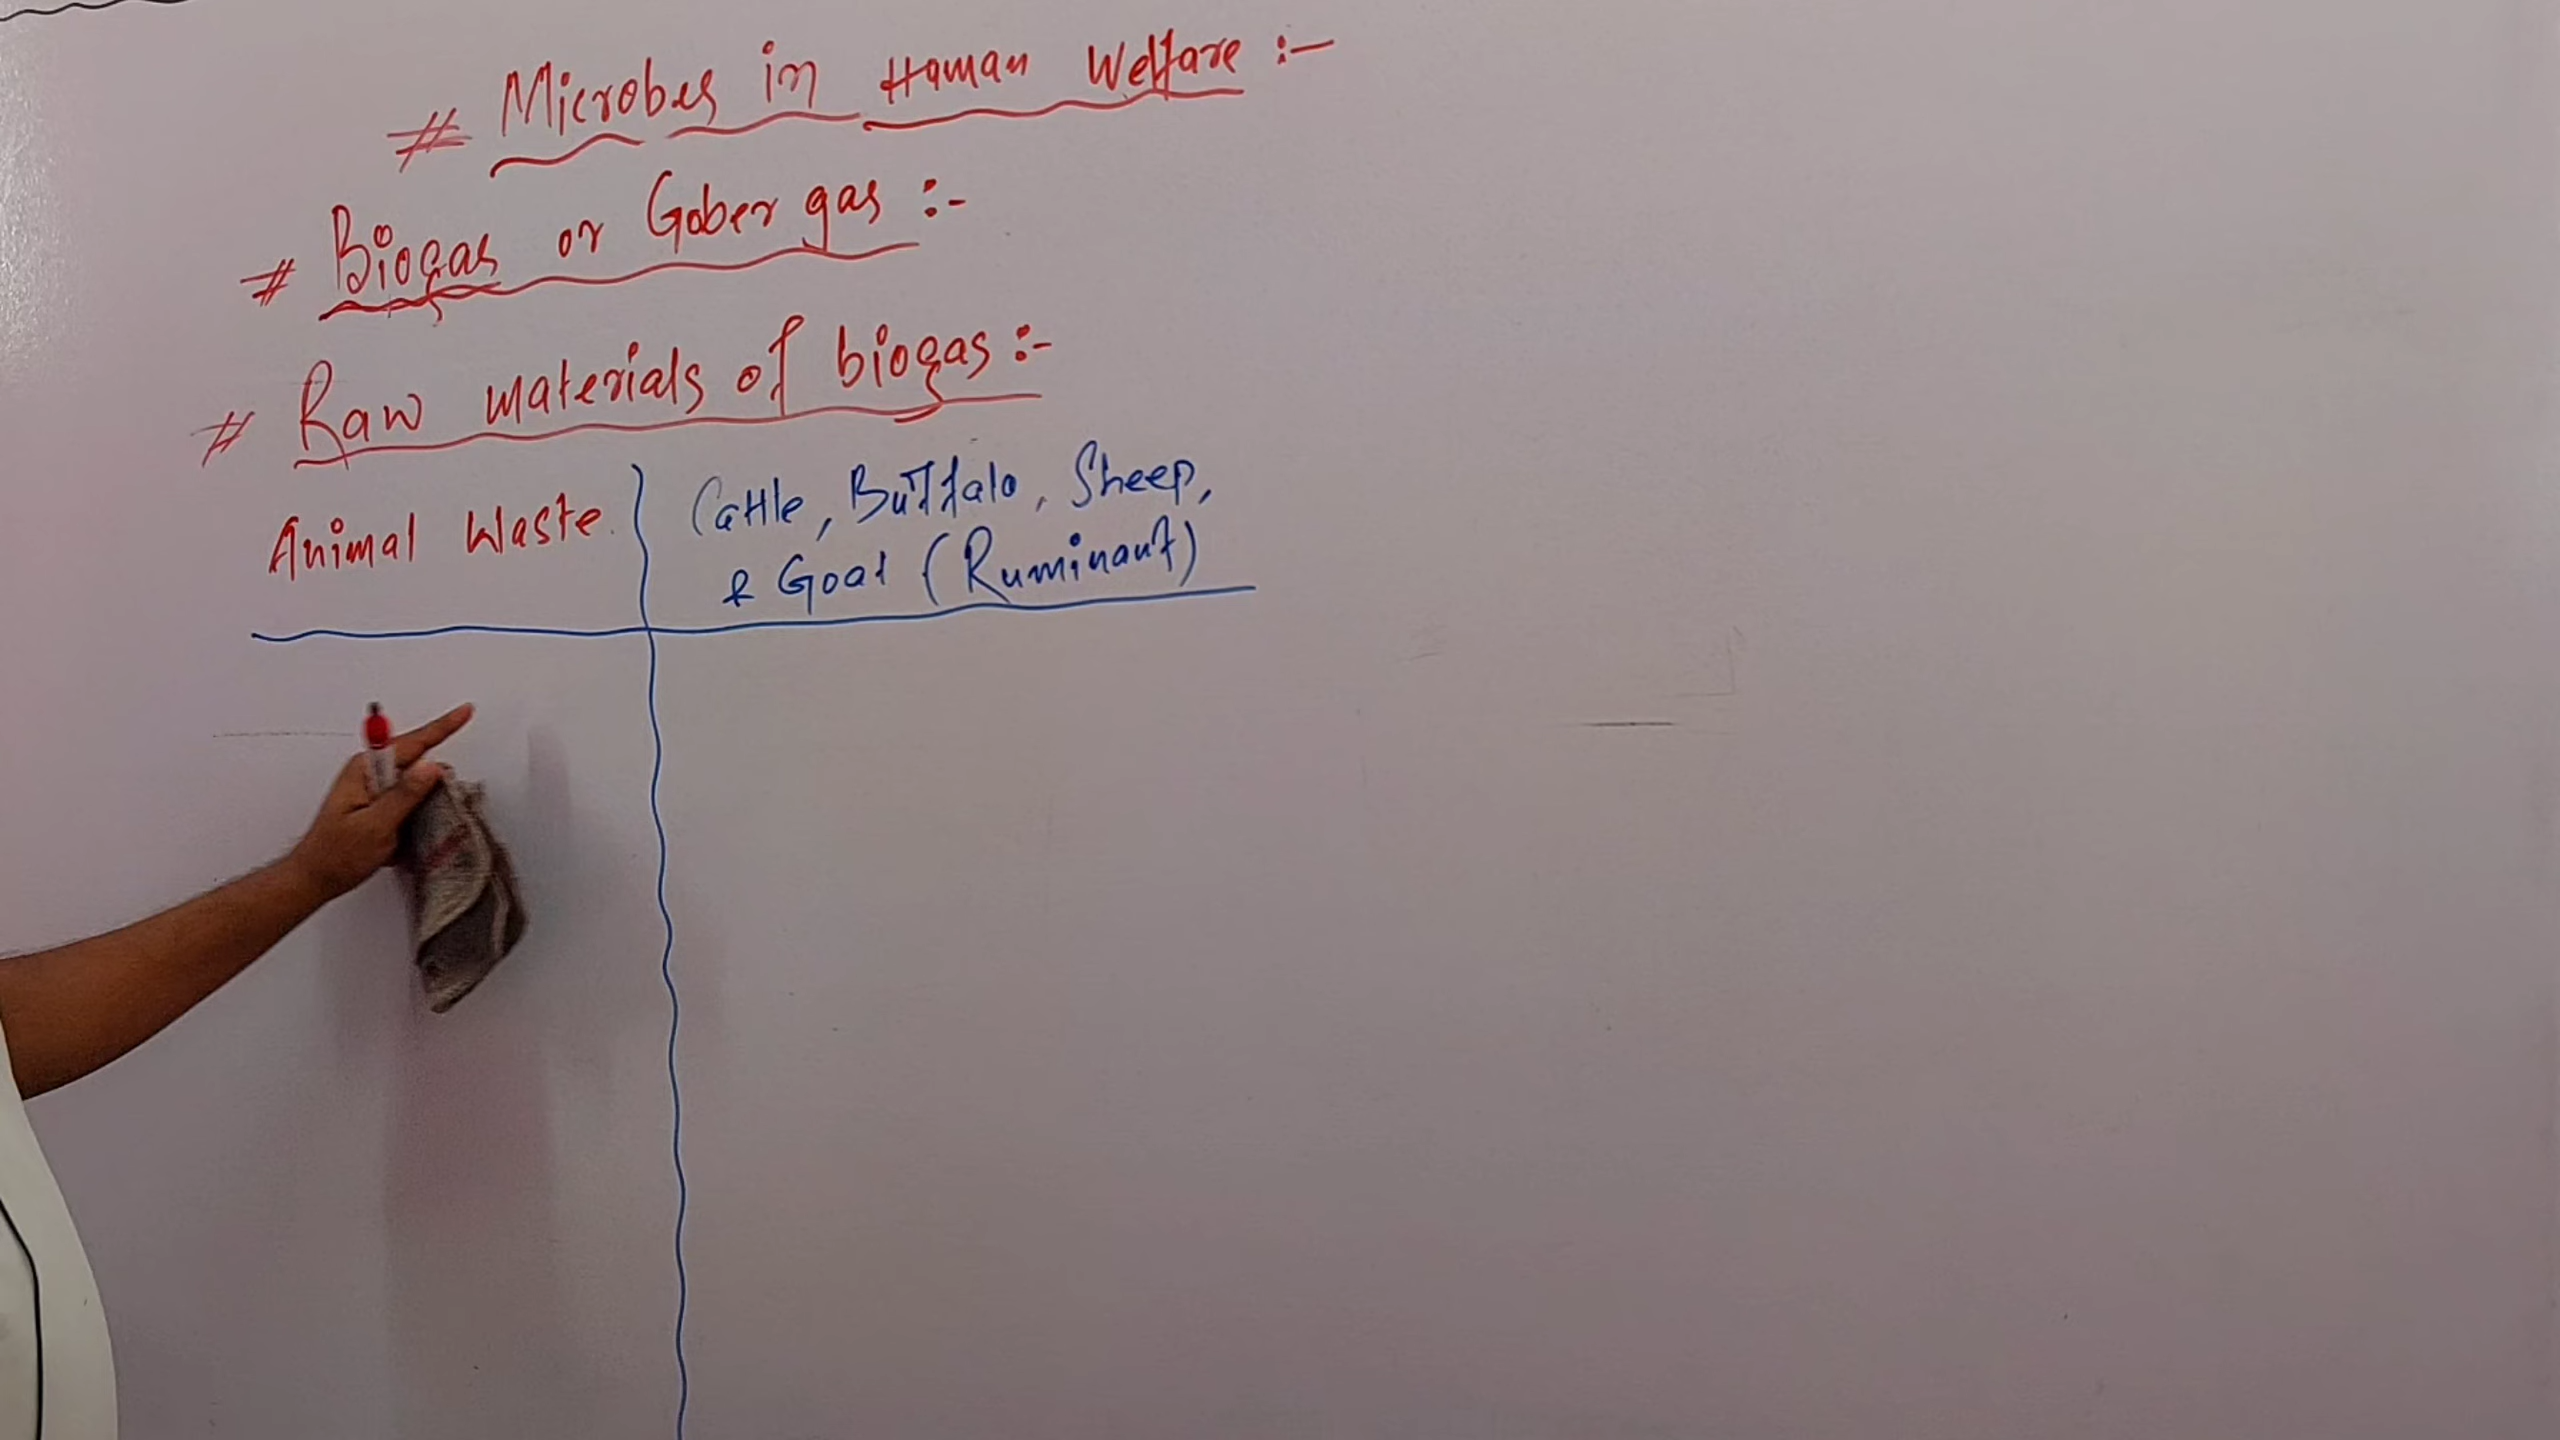 # Microbes in Human Welfare :-
# Biogas or Gober gas :-
# Raw materials of biogas :-
Animal Waste
Cattle, Buffalo, Sheep,
& Goat (Ruminant)